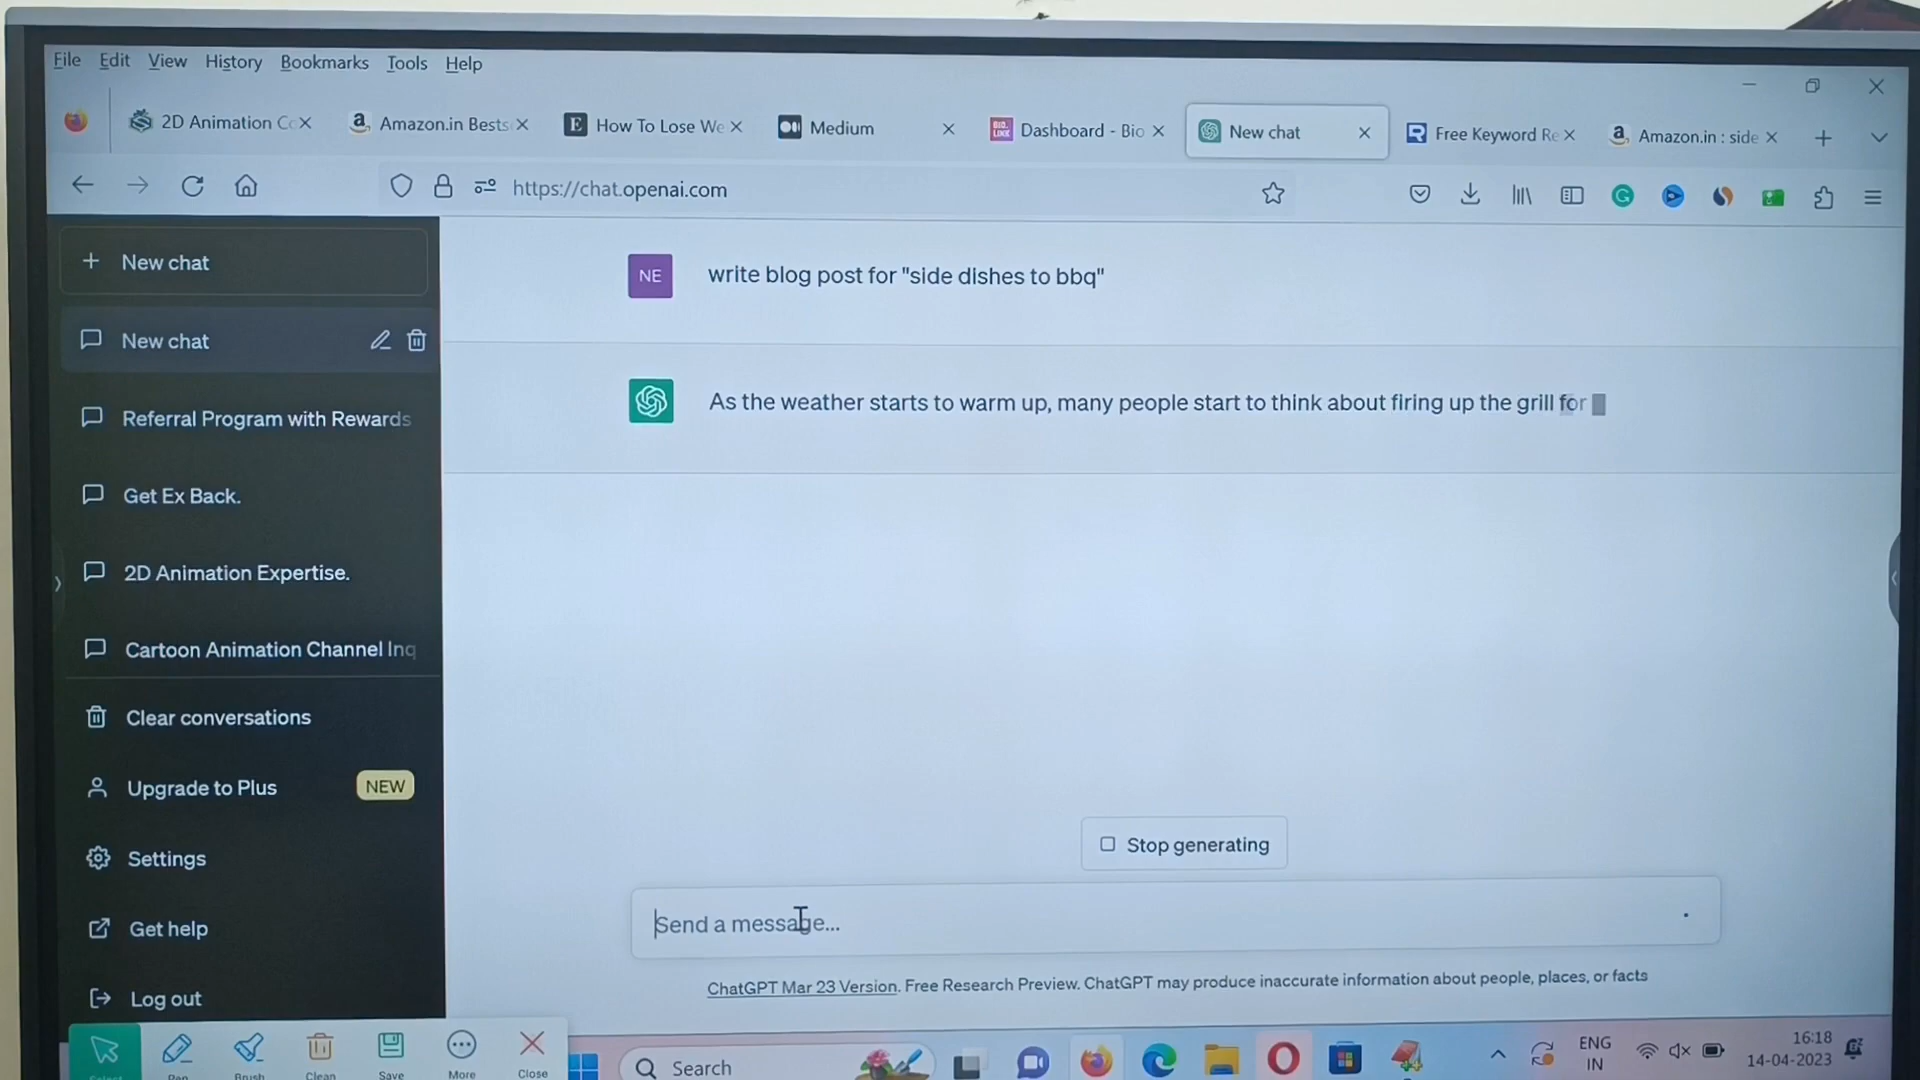 File Edit View History Bookmarks Tools Help
2D Animation Co
Amazon.in Bests
How To Lose We
Medium
Dashboard - Bio
New chat
Free Keyword Re
Amazon.in : side
https://chat.openai.com
New chat
New chat
Referral Program with Rewards
Get Ex Back.
2D Animation Expertise.
Cartoon Animation Channel Inq
Clear conversations
Upgrade to Plus NEW
Settings
Get help
Log out
NE write blog post for "side dishes to bbq"
As the weather starts to warm up, many people start to think about firing up the grill for
Stop generating
Send a message...
ChatGPT Mar 23 Version. Free Research Preview. ChatGPT may produce inaccurate information about people, places, or facts
Select Pen Brush Clean Save More Close
Search
ENG
IN
16:18
14-04-2023